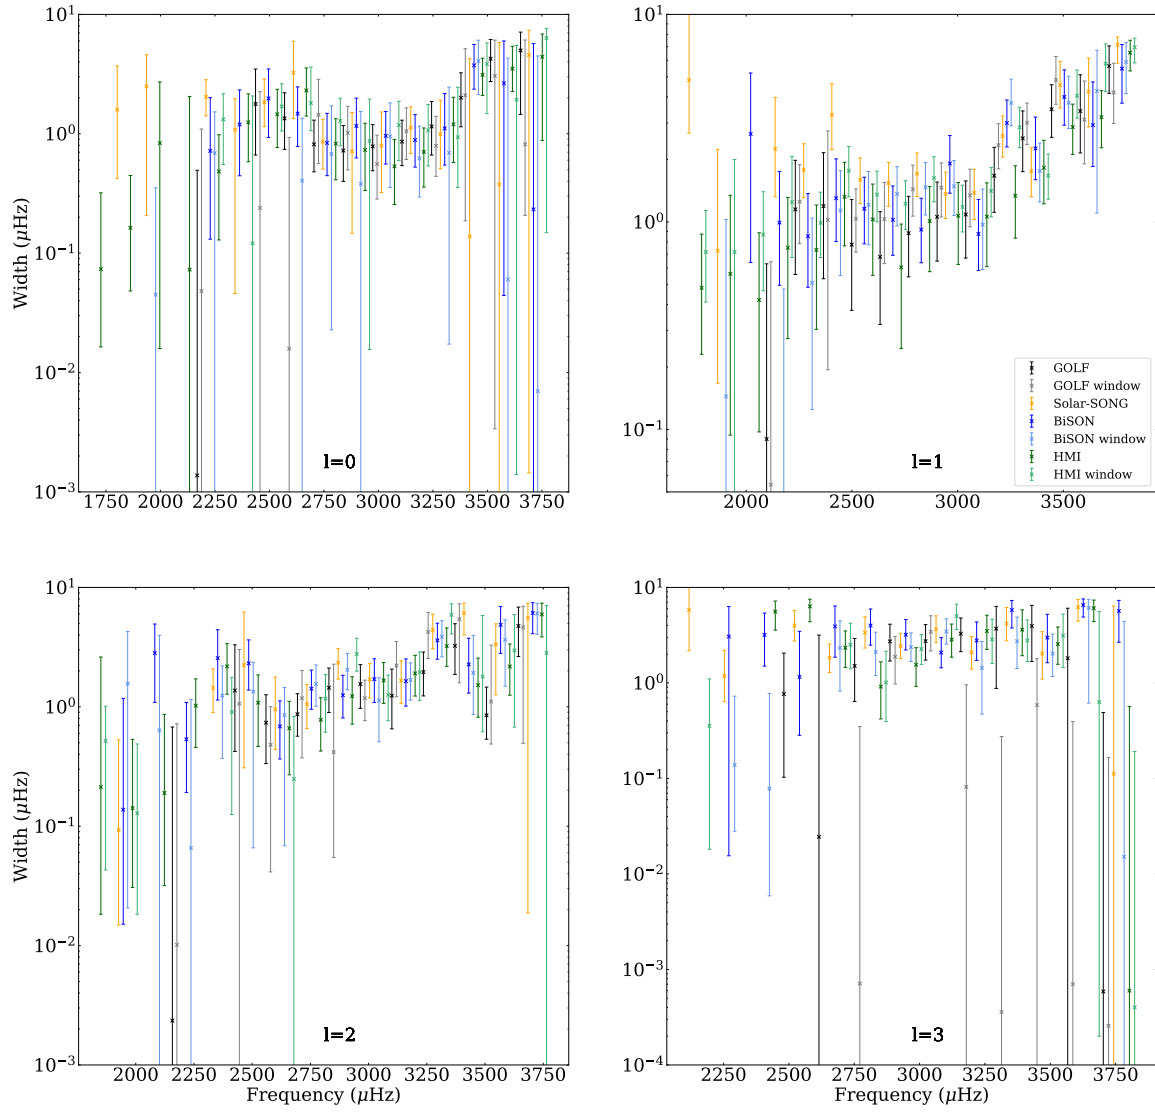 10¹
10⁰
10⁻¹
10⁻²
10⁻³
Width (μHz)
l=0
1750 2000 2250 2500 2750 3000 3250 3500 3750
10¹
10⁰
10⁻¹
l=1
GOLF
GOLF window
Solar-SONG
BiSON
BiSON window
HMI
HMI window
2000 2500 3000 3500
10¹
10⁰
10⁻¹
10⁻²
10⁻³
Width (μHz)
l=2
2000 2250 2500 2750 3000 3250 3500 3750
Frequency (μHz)
10¹
10⁰
10⁻¹
10⁻²
10⁻³
10⁻⁴
l=3
2250 2500 2750 3000 3250 3500 3750
Frequency (μHz)